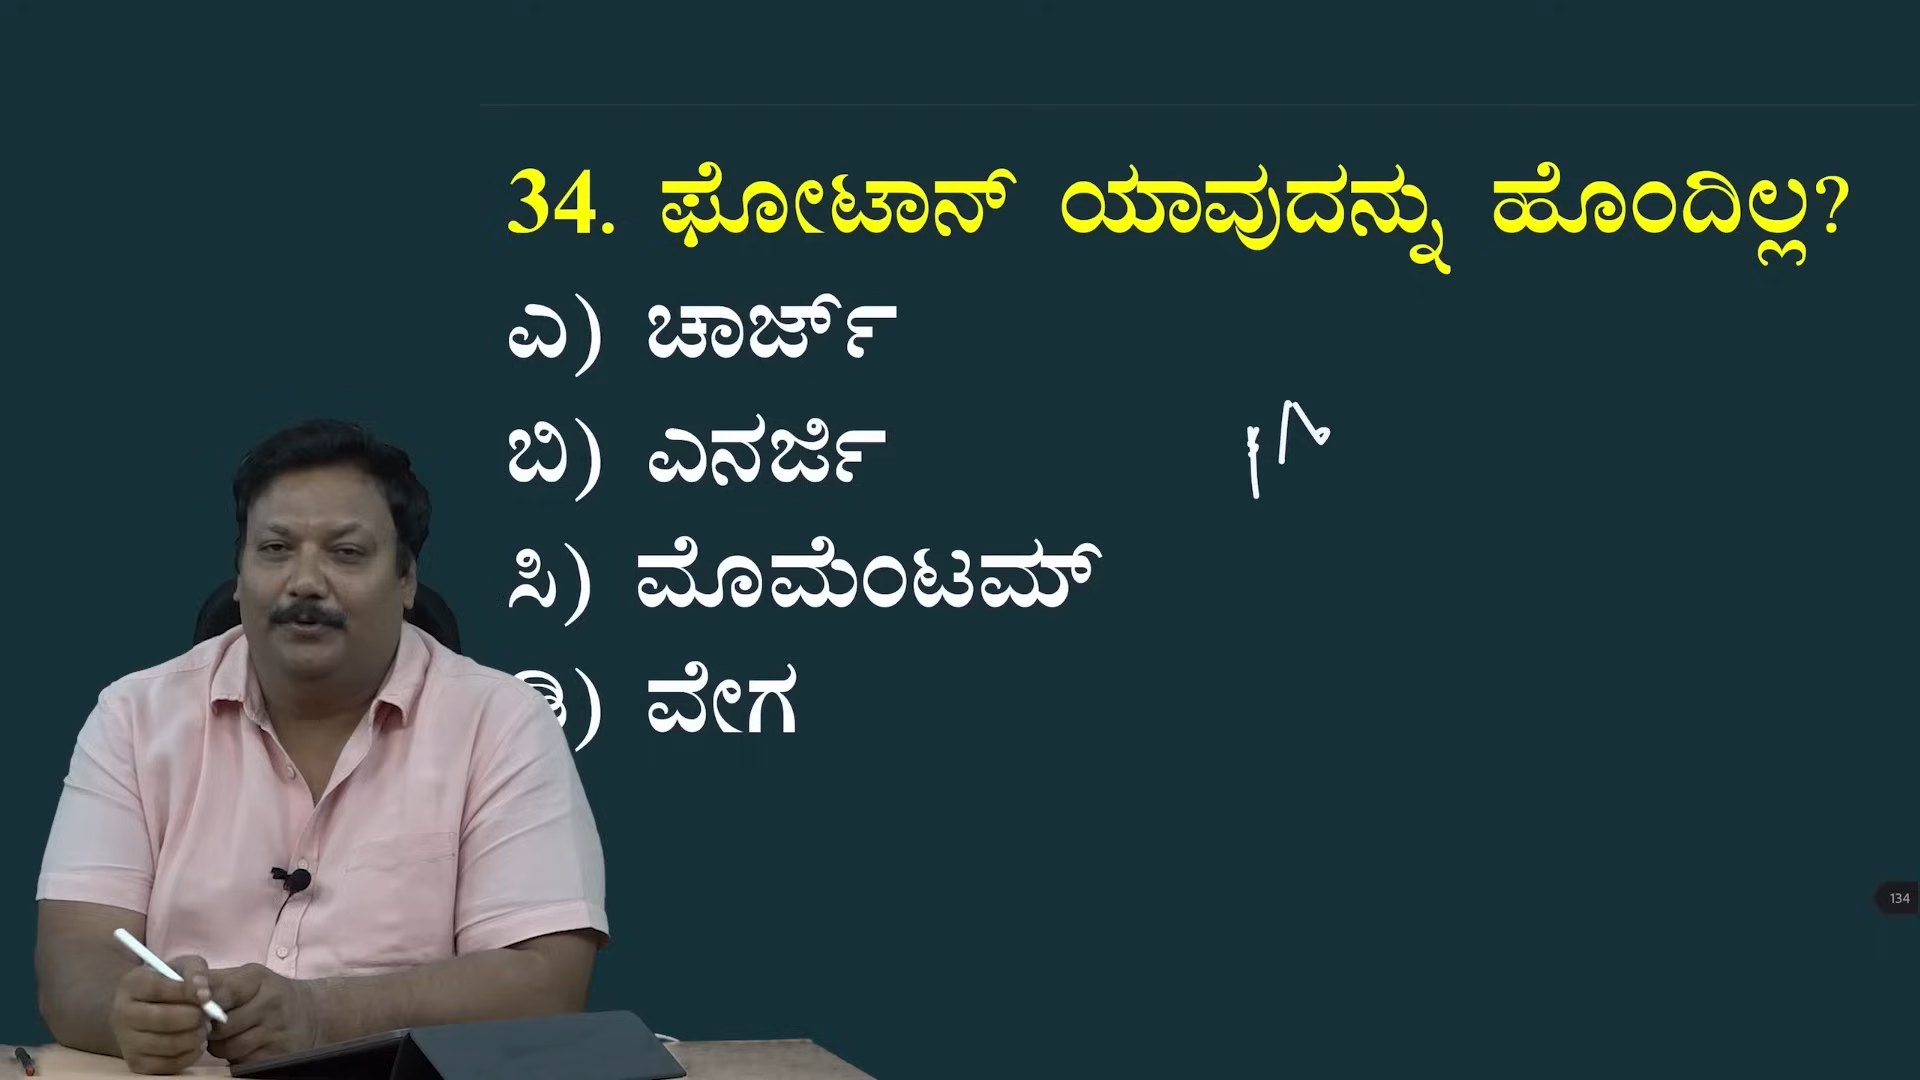 34. ಫೋಟಾನ್ ಯಾವುದನ್ನು ಹೊಂದಿಲ್ಲ?
ಎ) ಚಾರ್ಜ್
ಬಿ) ಎನರ್ಜಿ
ಸಿ) ಮೊಮೆಂಟಮ್
ಡಿ) ವೇಗ
134